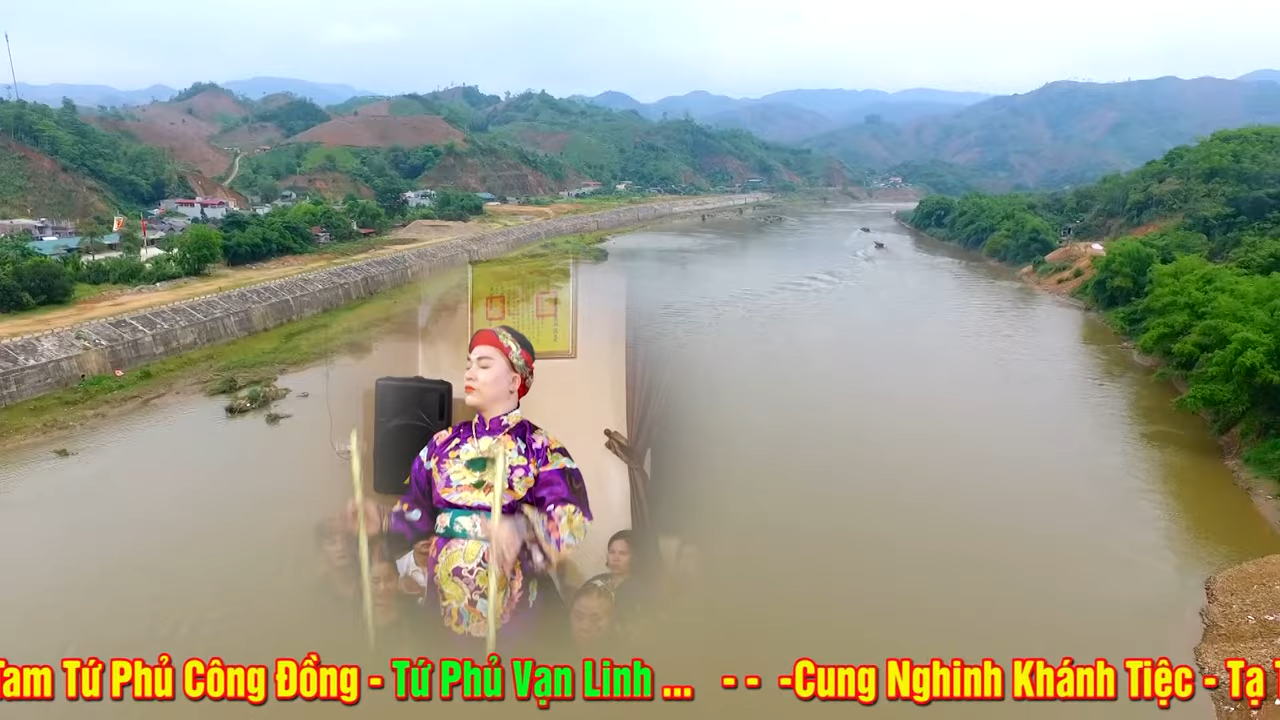 Tam Tứ Phủ Công Đồng - Tứ Phủ Vạn Linh ... - - -Cung Nghinh Khánh Tiệc - Tạ